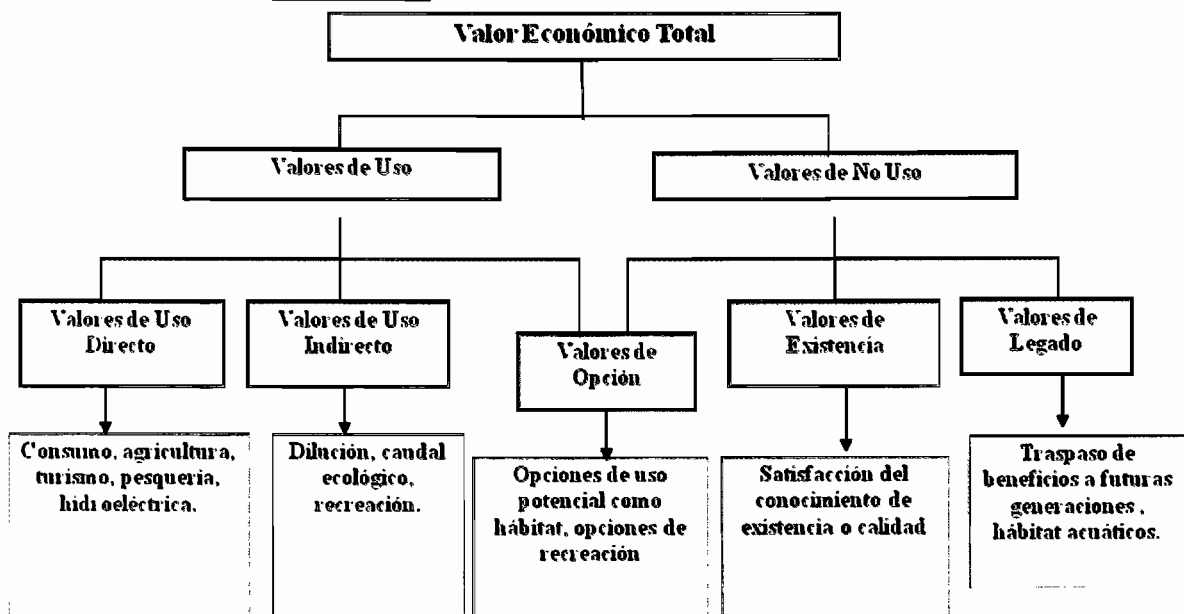 Valor Económico Total
Valores de Uso
Valores de No Uso
Valores de Uso
Directo
Valores de Uso
Indirecto
Valores de
Opción
Valores de
Existencia
Valores de
Legado
Consumo, agricultura,
turismo, pesquería,
hidroeléctrica.
Dilución, caudal
ecológico,
recreación.
Opciones de uso
potencial como
hábitat, opciones de
recreación
Satisfacción del
conocimiento de
existencia o calidad
Traspaso de
beneficios a futuras
generaciones ,
hábitat acuáticos.